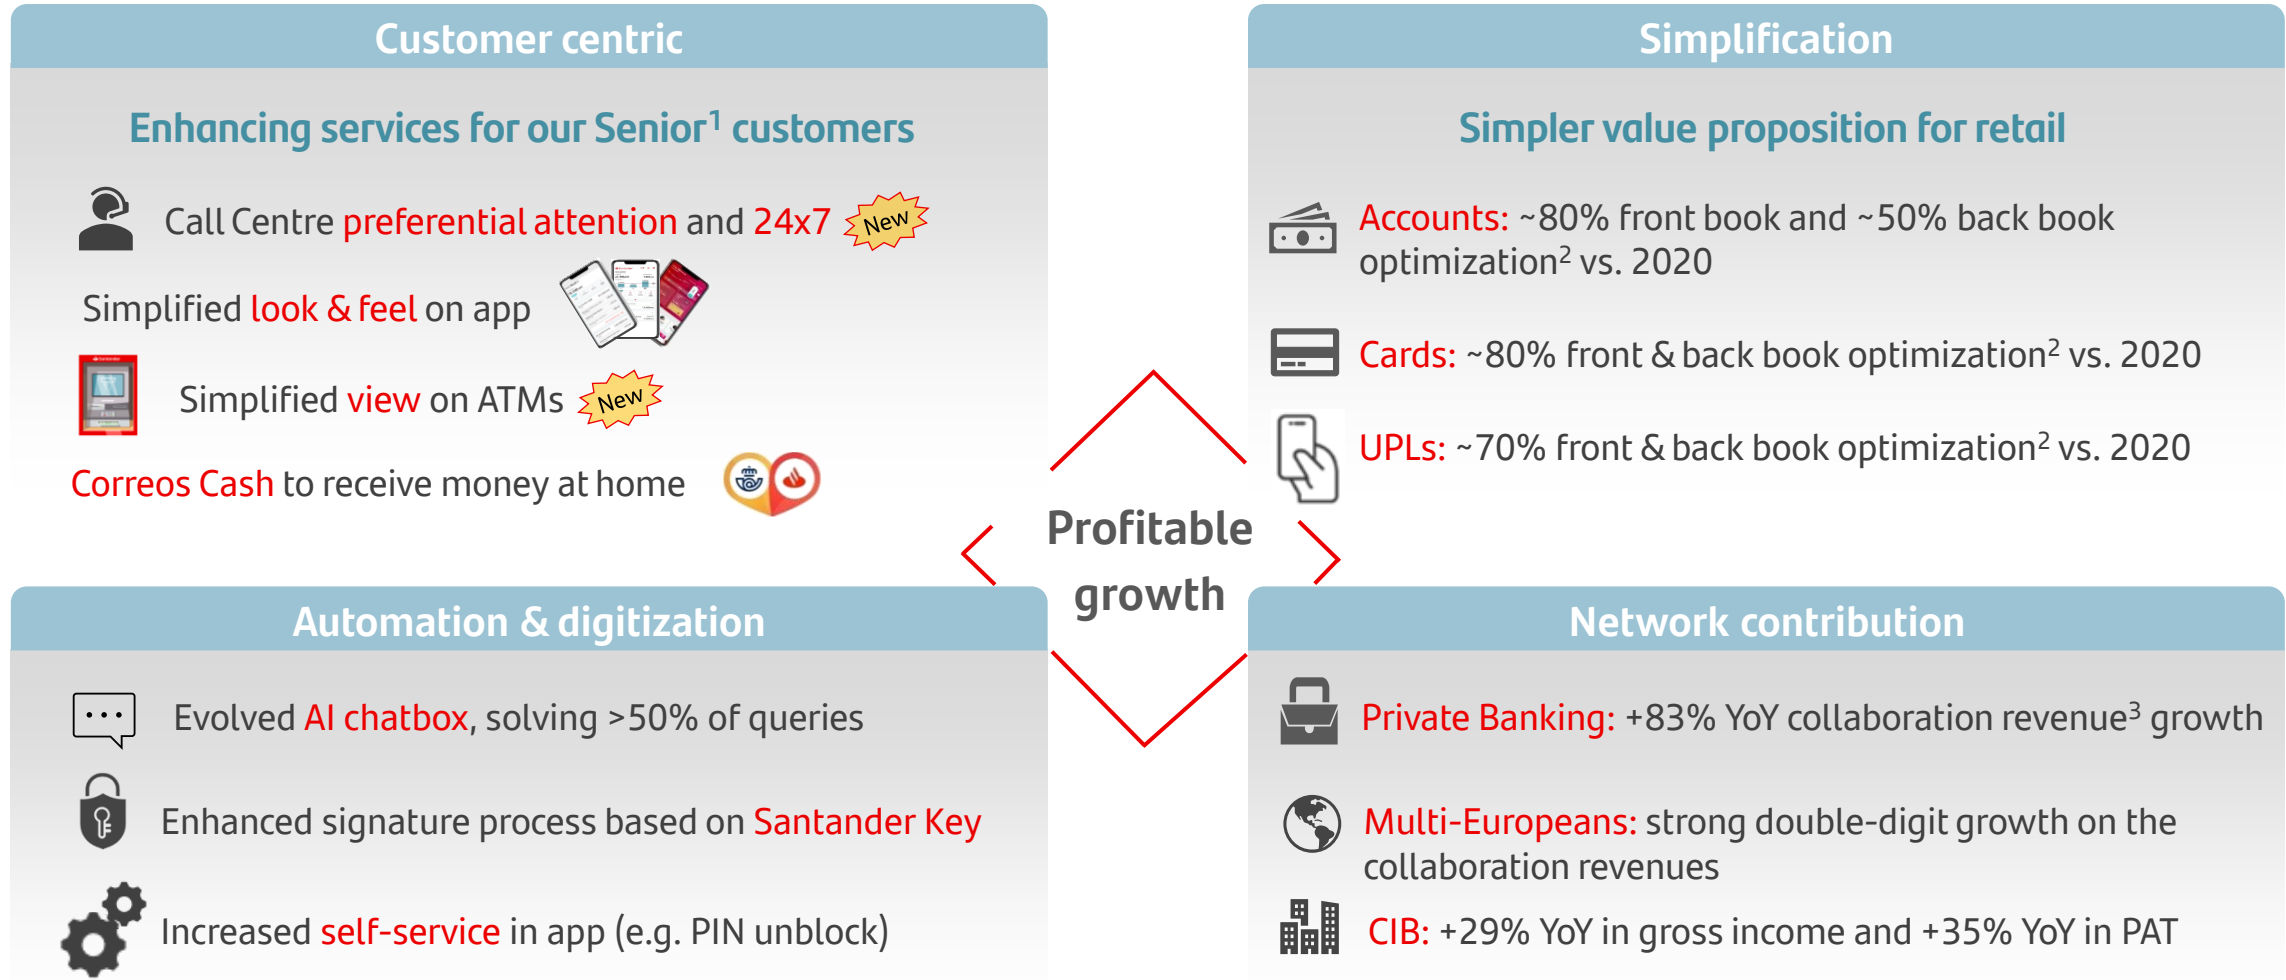 Customer centric
Enhancing services for our Senior¹ customers
Call Centre preferential attention and 24x7 New
Simplified look & feel on app
Simplified view on ATMs New
Correos Cash to receive money at home
Simplification
Simpler value proposition for retail
Accounts: ~80% front book and ~50% back book
optimization² vs. 2020
Cards: ~80% front & back book optimization² vs. 2020
UPLs: ~70% front & back book optimization² vs. 2020
Profitable
growth
Automation & digitization
Evolved AI chatbox, solving >50% of queries
Enhanced signature process based on Santander Key
Increased self-service in app (e.g. PIN unblock)
Network contribution
Private Banking: +83% YoY collaboration revenue³ growth
Multi-Europeans: strong double-digit growth on the
collaboration revenues
CIB: +29% YoY in gross income and +35% YoY in PAT